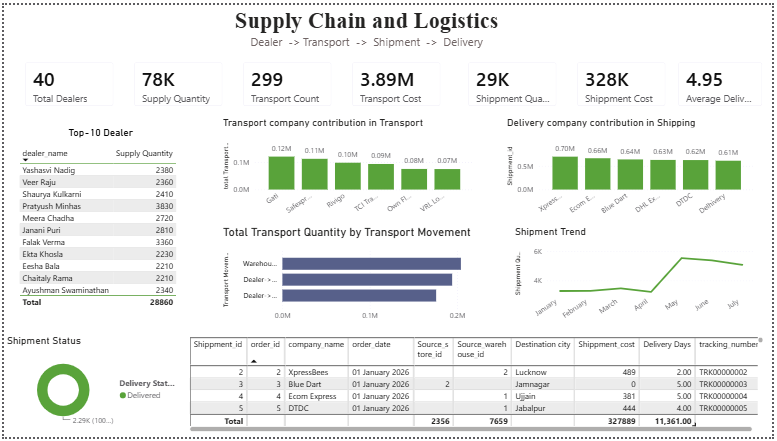 Supply Chain and Logistics
Dealer -> Transport -> Shipment -> Delivery
40
Total Dealers
78K
Supply Quantity
299
Transport Count
3.89M
Transport Cost
29K
Shippment Qua...
328K
Shippment Cost
4.95
Average Deliv...
Top-10 Dealer
dealer_name Supply Quantity
Yashasvi Nadig 2380
Veer Raju 2360
Shaurya Kulkarni 2410
Pratyush Minhas 3830
Meera Chadha 2720
Janani Puri 2810
Falak Verma 3360
Ekta Khosla 2230
Eesha Bala 2210
Chaitaly Rama 2210
Ayushman Swaminathan 2340
Total 28860
Transport company contribution in Transport
total Transport...
0.1M
0.0M
0.12M 0.11M 0.10M 0.09M 0.08M 0.07M
Gati Safexpr... Rivigo TCI Tra... Own Fl... VRL Lo...
Delivery company contribution in Shipping
Shippment_id
0.5M
0.0M
0.70M 0.66M 0.64M 0.63M 0.62M 0.61M
Xpress... Ecom E... Blue Dart DHL Ex... DTDC Delhivery
Total Transport Quantity by Transport Movement
Transport Movem...
Warehou...
Dealer ->...
Dealer->...
0.0M 0.1M 0.2M
Shipment Trend
Shippment Qu...
6K
4K
January February March April May June July
Shipment Status
Delivery Stat...
Delivered
2.29K (100...)
Shippment_id order_id company_name order_date Source_store_id Source_warehouse_id Destination city Shippment_cost Delivery Days tracking_number
2 2 XpressBees 01 January 2026 2 Lucknow 489 2.00 TRK00000002
3 3 Blue Dart 01 January 2026 2 Jamnagar 0 5.00 TRK00000003
4 4 Ecom Express 01 January 2026 1 Ujjain 381 5.00 TRK00000004
5 5 DTDC 01 January 2026 1 Jabalpur 444 4.00 TRK00000005
Total 2356 7659 327889 11,361.00